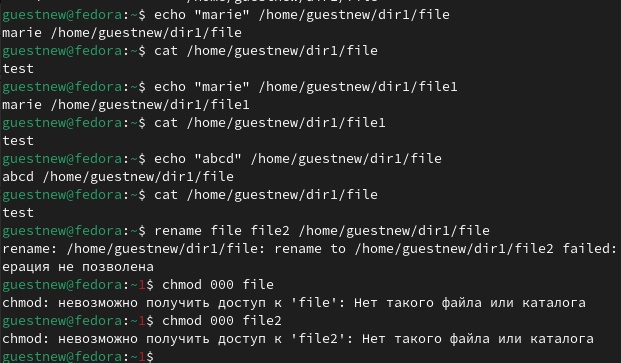 guestnew@fedora:~$ echo "marie" /home/guestnew/dir1/file
marie /home/guestnew/dir1/file
guestnew@fedora:~$ cat /home/guestnew/dir1/file
test
guestnew@fedora:~$ echo "marie" /home/guestnew/dir1/file1
marie /home/guestnew/dir1/file1
guestnew@fedora:~$ cat /home/guestnew/dir1/file1
test
guestnew@fedora:~$ echo "abcd" /home/guestnew/dir1/file
abcd /home/guestnew/dir1/file
guestnew@fedora:~$ cat /home/guestnew/dir1/file
test
guestnew@fedora:~$ rename file file2 /home/guestnew/dir1/file
rename: /home/guestnew/dir1/file: rename to /home/guestnew/dir1/file2 failed:
ерация не позволена
guestnew@fedora:~1$ chmod 000 file
chmod: невозможно получить доступ к 'file': Нет такого файла или каталога
guestnew@fedora:~1$ chmod 000 file2
chmod: невозможно получить доступ к 'file2': Нет такого файла или каталога
guestnew@fedora:~1$